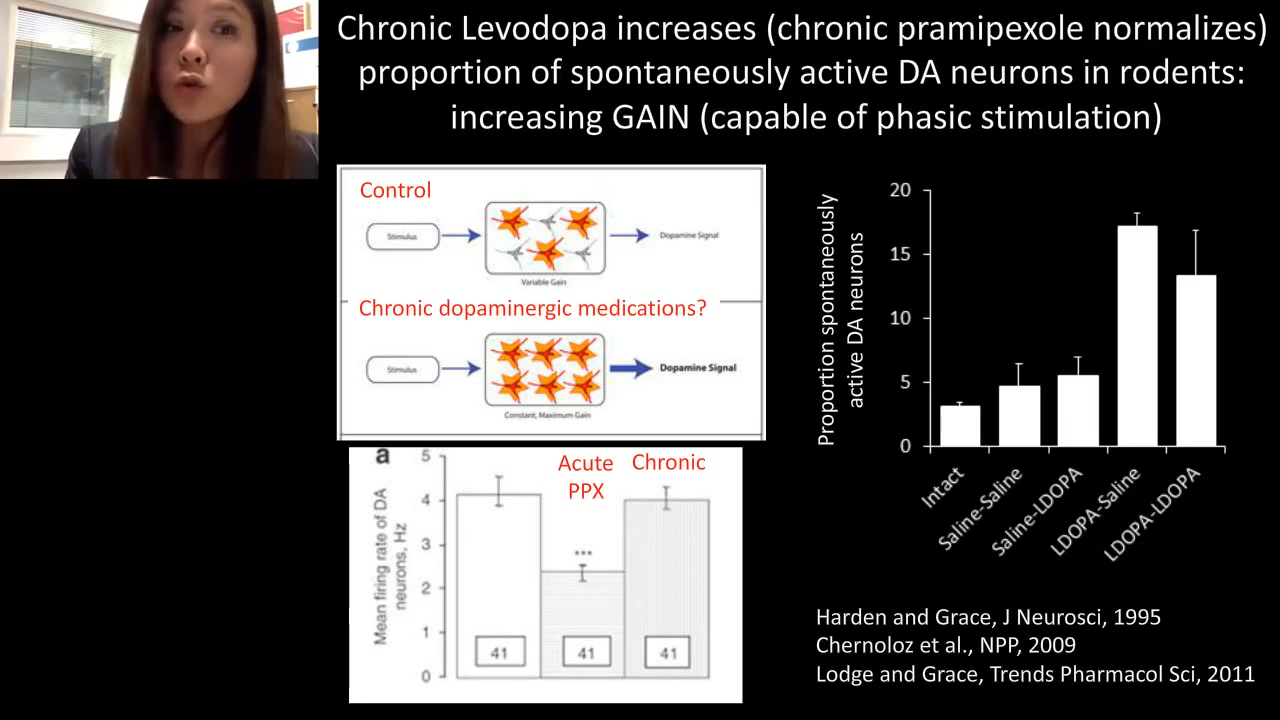 Chronic Levodopa increases (chronic pramipexole normalizes)
proportion of spontaneously active DA neurons in rodents:
increasing GAIN (capable of phasic stimulation)
Control
Stimulus
Dopamine Signal
Variable Gain
Chronic dopaminergic medications?
Stimulus
Dopamine Signal
Constant, Maximum Gain
a
Mean firing rate of DA
neurons, Hz
5
4
3
2
1
0
Acute
PPX
Chronic
***
41
41
41
Proportion spontaneously
active DA neurons
20
15
10
5
0
Intact
Saline-Saline
Saline-LDOPA
LDOPA-Saline
LDOPA-LDOPA
Harden and Grace, J Neurosci, 1995
Chernoloz et al., NPP, 2009
Lodge and Grace, Trends Pharmacol Sci, 2011